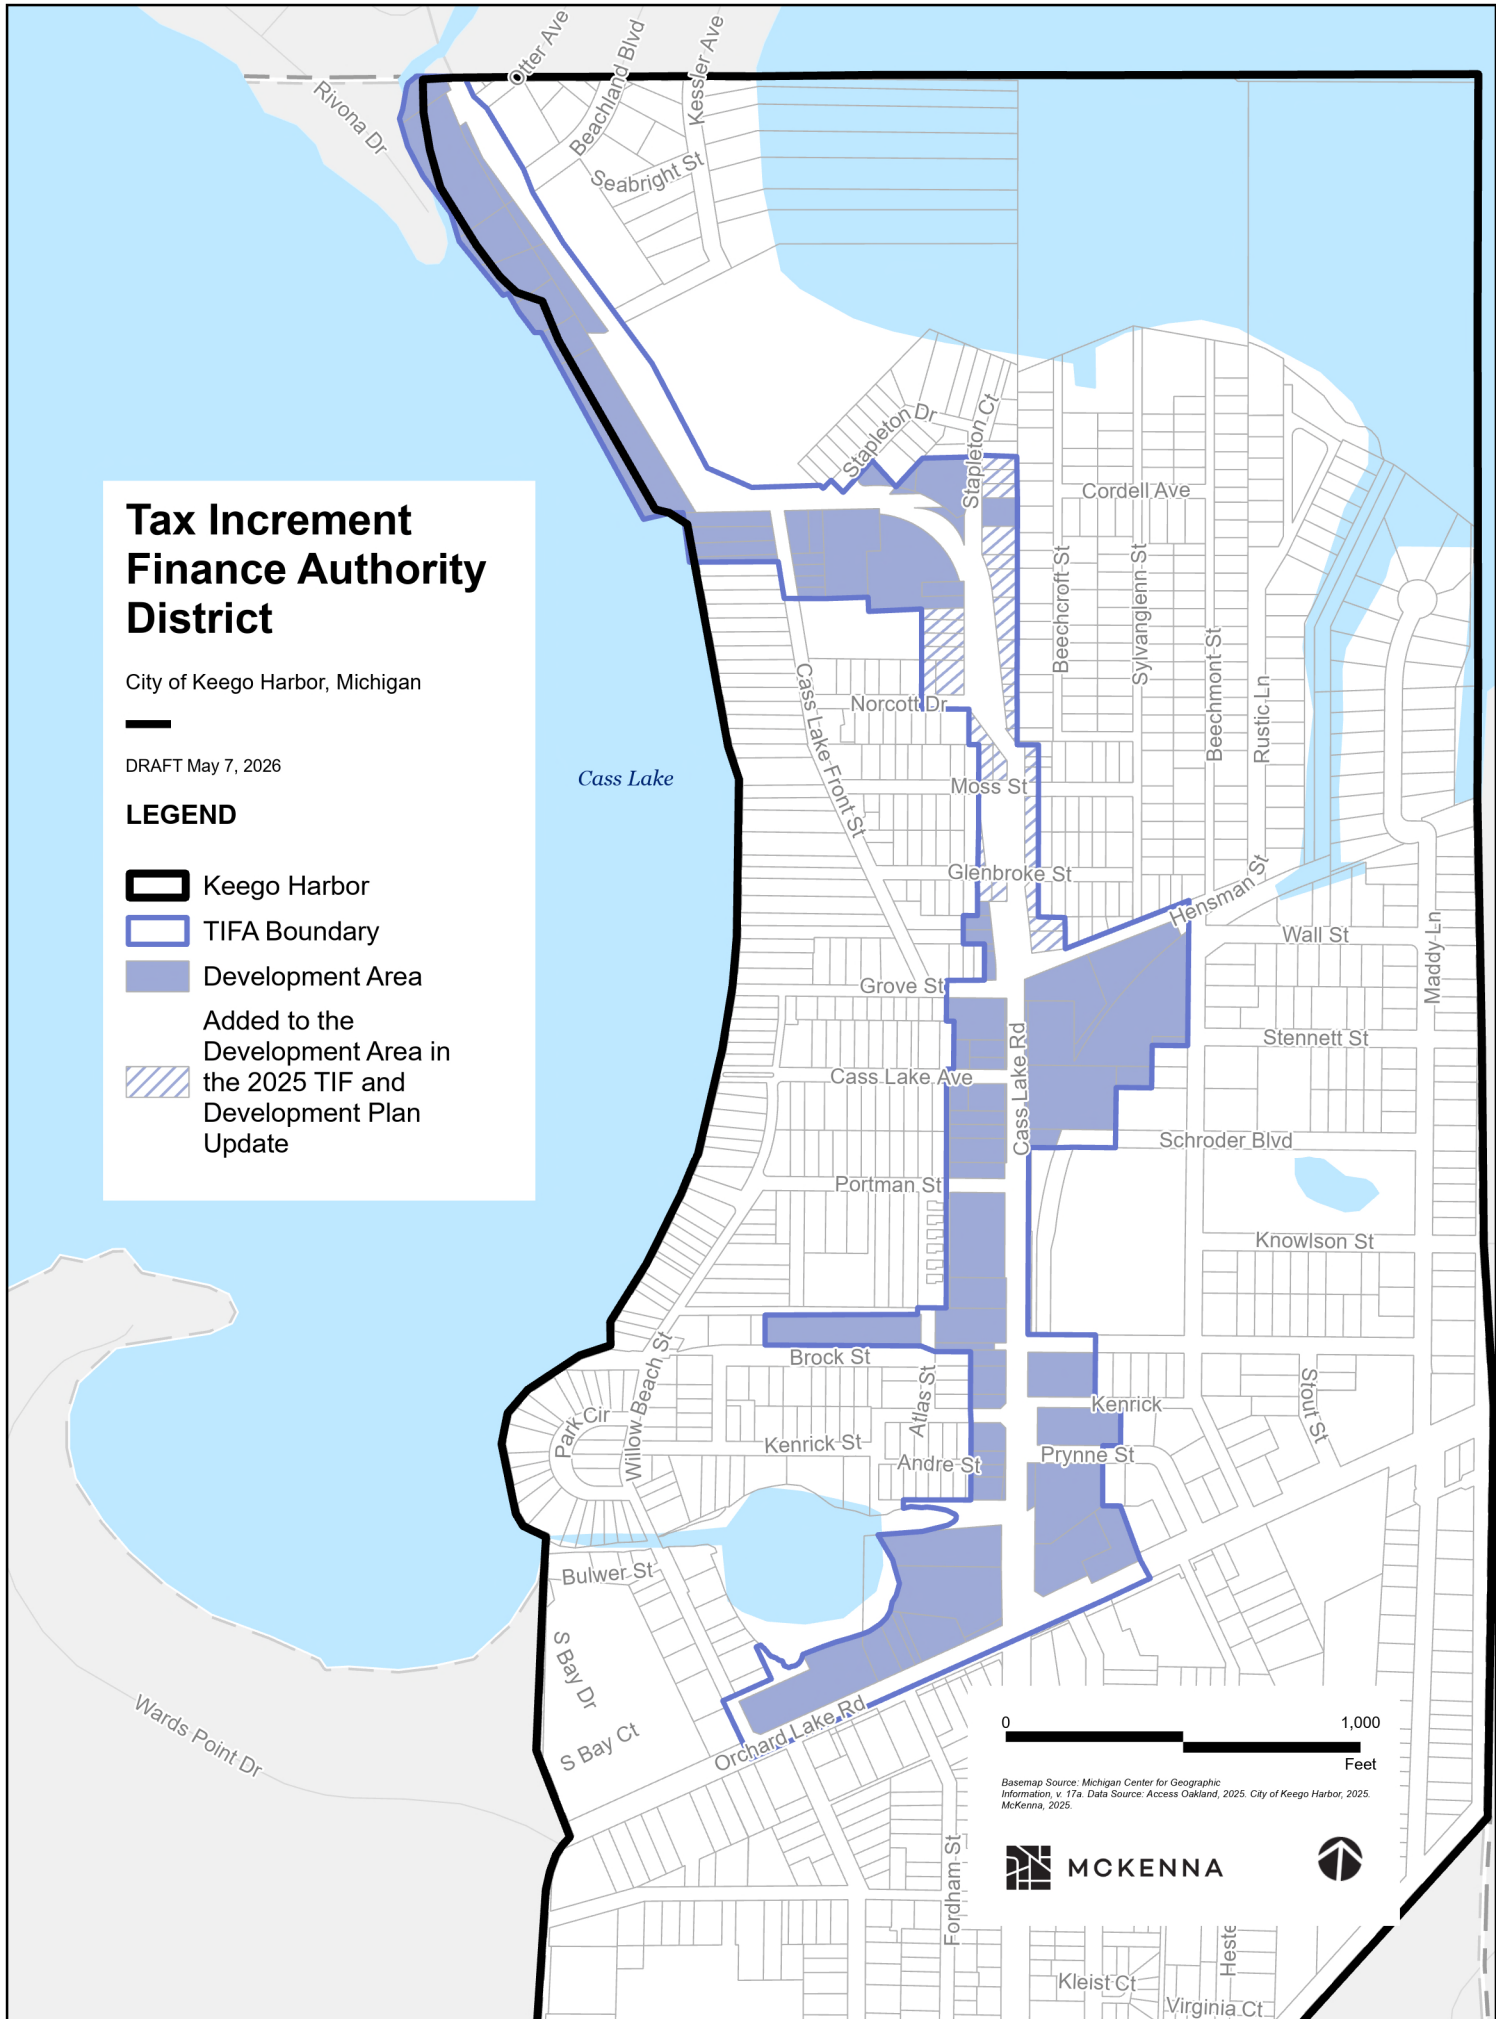 Otter Ave
Beachland Blvd
Kessler Ave
Rivona Dr
Seabright St
Stapleton Dr
Stapleton Ct
Cordell Ave
Tax Increment
Finance Authority
District
City of Keego Harbor, Michigan
DRAFT May 7, 2026
LEGEND
Keego Harbor
TIFA Boundary
Development Area
Added to the
Development Area in
the 2025 TIF and
Development Plan
Update
Cass Lake
Beechcroft St
Sylvanglenn St
Beechmont St
Rustic Ln
Cass Lake Front St
Norcott Dr
Moss St
Glenbroke St
Hensman St
Wall St
Maddy Ln
Grove St
Stennett St
Cass Lake Rd
Cass Lake Ave
Schroder Blvd
Portman St
Knowlson St
Brock St
Willow Beach St
Atlas St
Stout St
Kenrick
Park Cir
Kenrick St
Andre St
Prynne St
Bulwer St
S Bay Dr
S Bay Ct
Wards Point Dr
Orchard Lake Rd
0 1,000
Feet
Basemap Source: Michigan Center for Geographic
Information, v. 17a. Data Source: Access Oakland, 2025. City of Keego Harbor, 2025.
McKenna, 2025.
MCKENNA
Fordham St
Heste
Kleist Ct
Virginia Ct